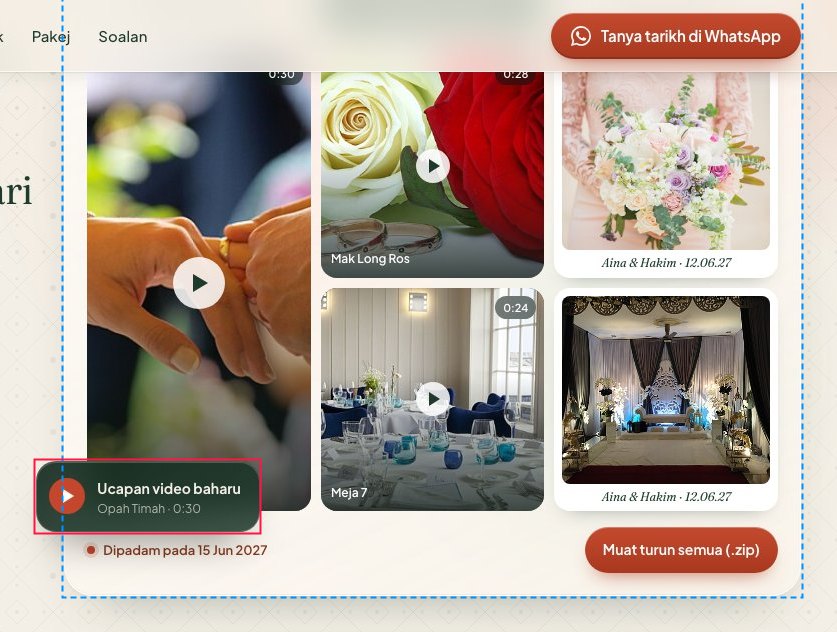 Pakej
Soalan
Tanya tarikh di WhatsApp
ari
0:30
0:28
Mak Long Ros
Aina & Hakim · 12.06.27
0:24
Meja 7
Aina & Hakim · 12.06.27
Ucapan video baharu
Opah Timah · 0:30
Dipadam pada 15 Jun 2027
Muat turun semua (.zip)